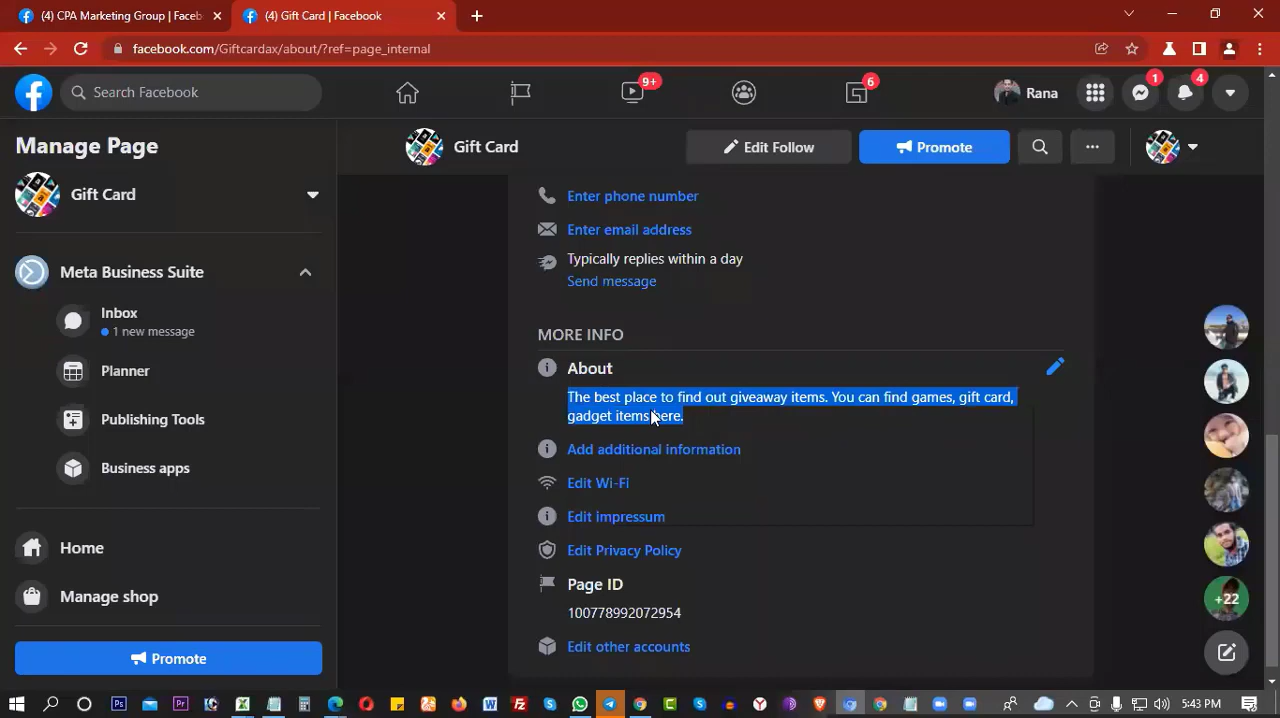 (4) CPA Marketing Group | Faceb
(4) Gift Card | Facebook
facebook.com/Giftcardax/about/?ref=page_internal
Search Facebook
9+
6
Rana
1
4
Manage Page
Gift Card
Edit Follow
Promote
Gift Card
Meta Business Suite
Inbox
1 new message
Planner
Publishing Tools
Business apps
Home
Manage shop
Promote
Enter phone number
Enter email address
Typically replies within a day
Send message
MORE INFO
About
The best place to find out giveaway items. You can find games, gift card,
gadget items here.
Add additional information
Edit Wi-Fi
Edit impressum
Edit Privacy Policy
Page ID
100778992072954
Edit other accounts
+22
5:43 PM